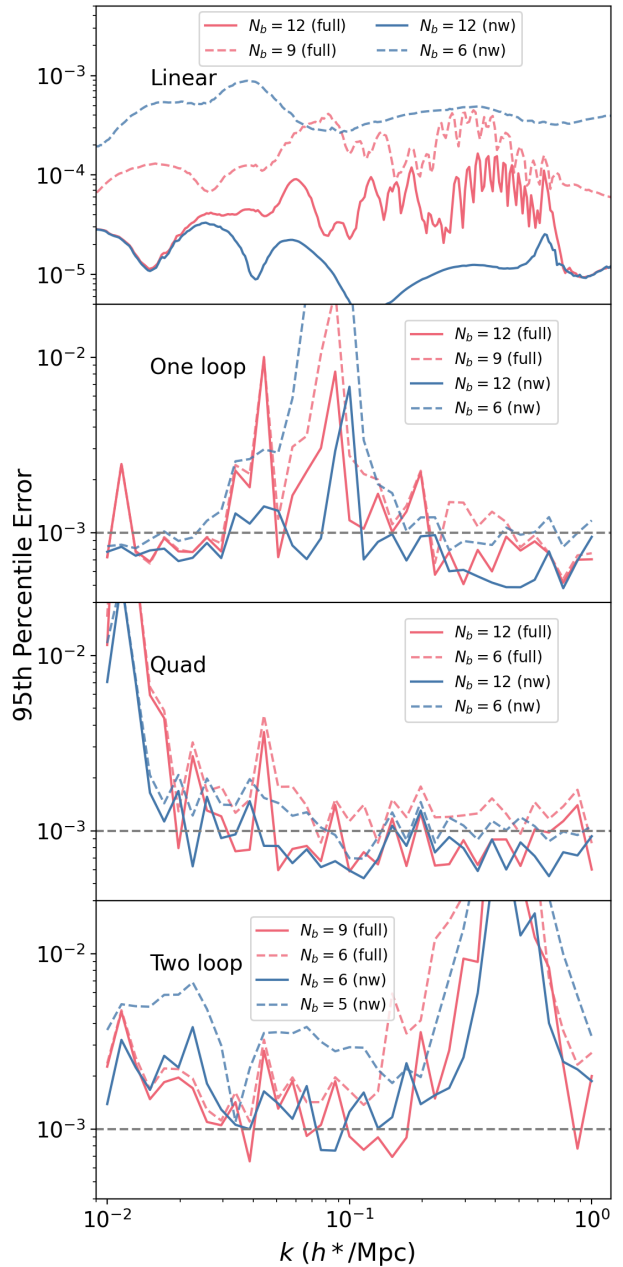 N_b = 12 (full) N_b = 12 (nw)
N_b = 9 (full) N_b = 6 (nw)
Linear
10^{-3}
10^{-4}
10^{-5}
N_b = 12 (full)
N_b = 9 (full)
N_b = 12 (nw)
N_b = 6 (nw)
One loop
10^{-2}
10^{-3}
N_b = 12 (full)
N_b = 6 (full)
N_b = 12 (nw)
N_b = 6 (nw)
Quad
10^{-2}
10^{-3}
N_b = 9 (full)
N_b = 6 (full)
N_b = 6 (nw)
N_b = 5 (nw)
Two loop
10^{-2}
10^{-3}
95th Percentile Error
10^{-2} 10^{-1} 10^{0}
k (h*/Mpc)